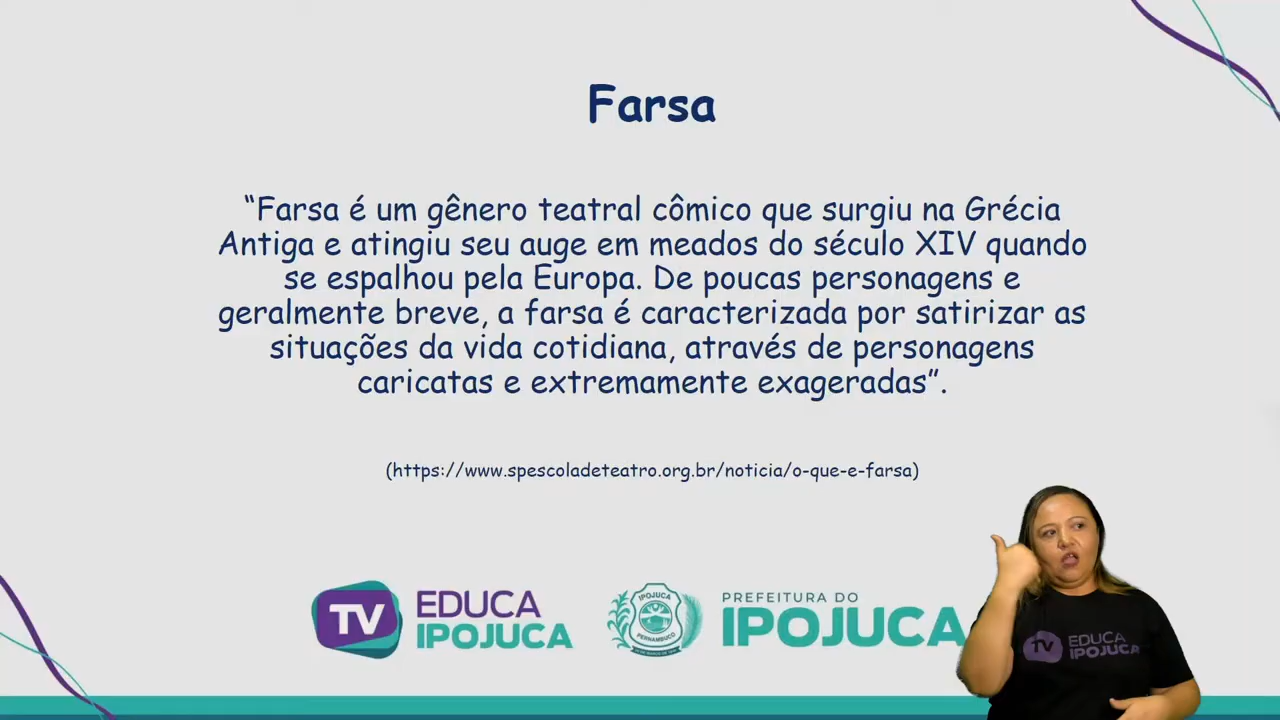 Farsa
“Farsa é um gênero teatral cômico que surgiu na Grécia
Antiga e atingiu seu auge em meados do século XIV quando
se espalhou pela Europa. De poucas personagens e
geralmente breve, a farsa é caracterizada por satirizar as
situações da vida cotidiana, através de personagens
caricatas e extremamente exageradas”.
(https://www.spescoladeteatro.org.br/noticia/o-que-e-farsa)
TV
EDUCA
IPOJUCA
IPOJUCA
PERNAMBUCO
PREFEITURA DO
IPOJUCA
TV
EDUCA
IPOJUCA